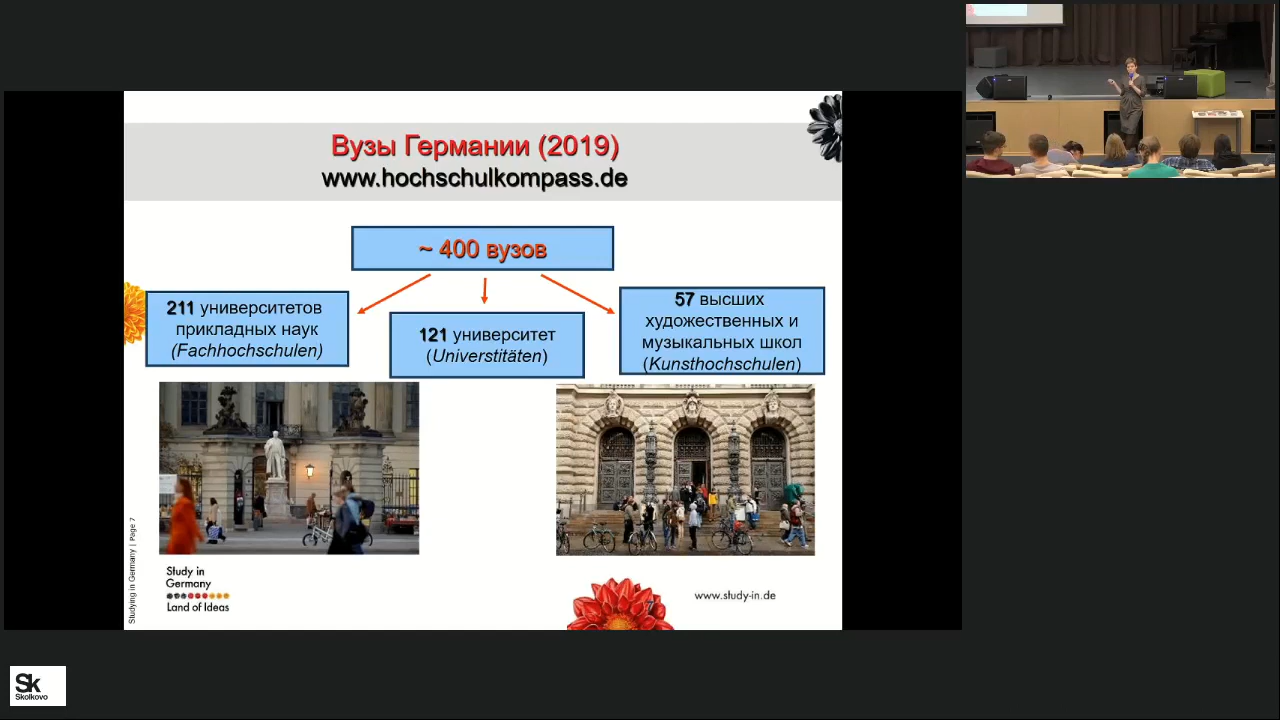 Вузы Германии (2019)
www.hochschulkompass.de
~ 400 вузов
211 университетов
прикладных наук
(Fachhochschulen)
121 университет
(Universtitäten)
57 высших
художественных и
музыкальных школ
(Kunsthochschulen)
Studying in Germany | Page 7
Study in
Germany
Land of Ideas
www.study-in.de
Sk
Skolkovo